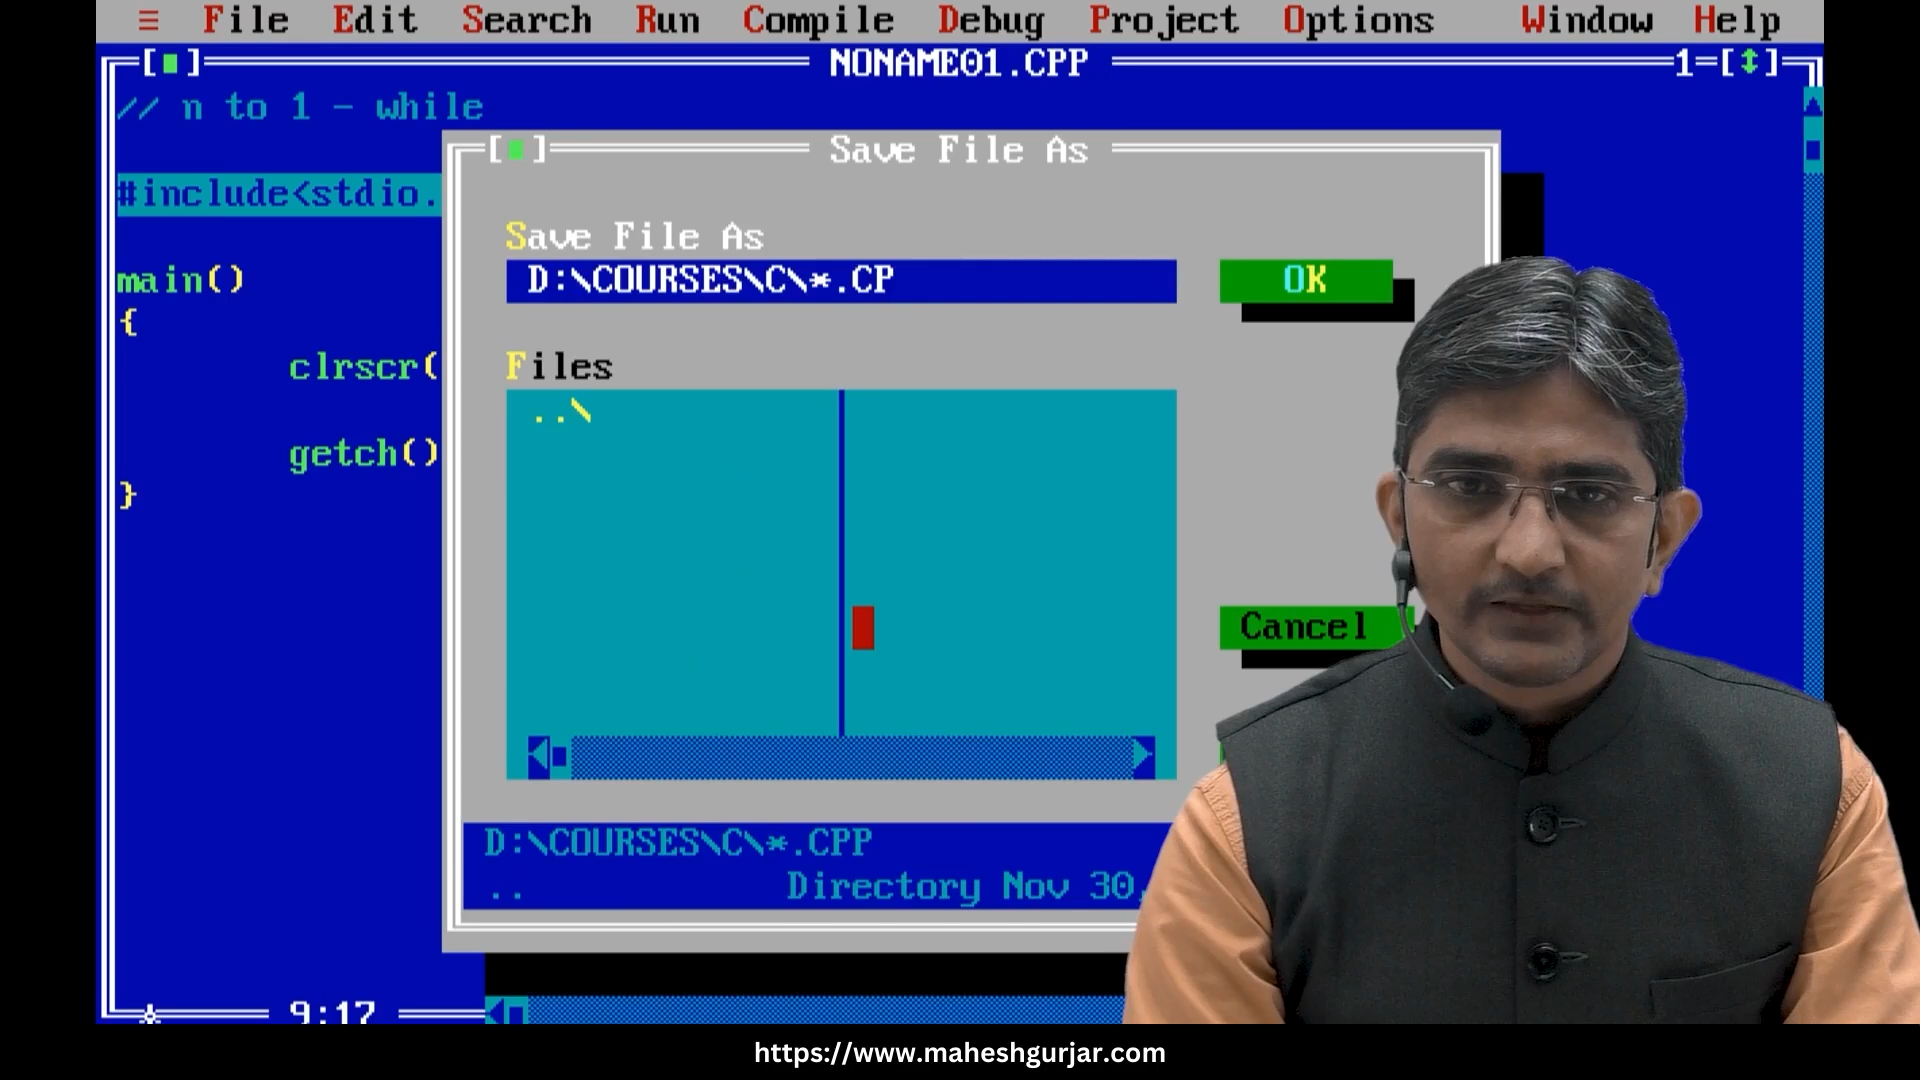 ≡ File Edit Search Run Compile Debug Project Options Window Help
[■] NONAME01.CPP 1=[↕]
// n to 1 - while
#include<stdio.
main()
{
clrscr(
getch()
}
9:17
[■] Save File As
Save File As
D:\COURSES\C\*.CP
OK
Files
..\
Cancel
D:\COURSES\C\*.CPP
.. Directory Nov 30,
https://www.maheshgurjar.com